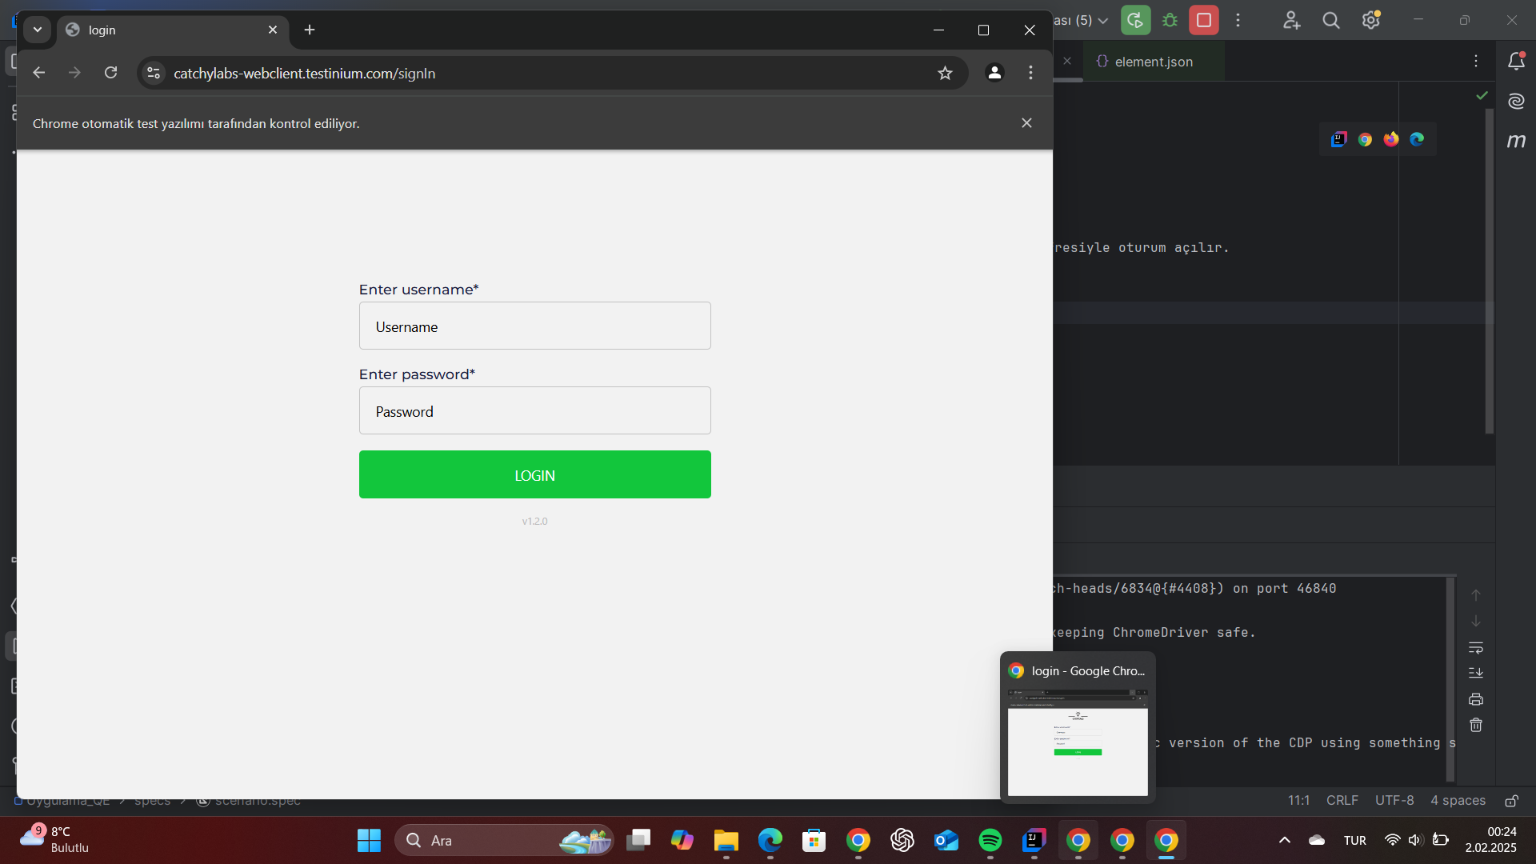 login
ası (5)
element.json
catchylabs-webclient.testinium.com/signIn
Chrome otomatik test yazılımı tarafından kontrol ediliyor.
m
resiyle oturum açılır.
Enter username*
Username
Enter password*
Password
LOGIN
v1.2.0
ch-heads/6834@{#4408}) on port 46840
keeping ChromeDriver safe.
login - Google Chro...
c version of the CDP using something s
Uygulama_QE > specs > scenario.spec
11:1 CRLF UTF-8 4 spaces
9
8°C
Bulutlu
Ara
TUR
00:24
2.02.2025